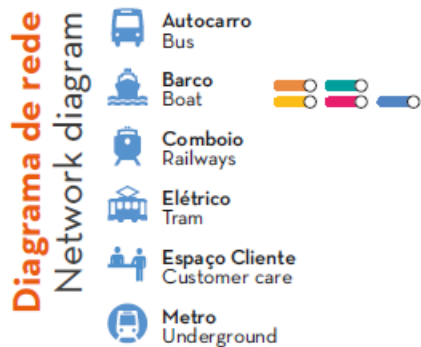 Diagrama de rede
Network diagram
Autocarro
Bus
Barco
Boat
Comboio
Railways
Elétrico
Tram
Espaço Cliente
Customer care
Metro
Underground